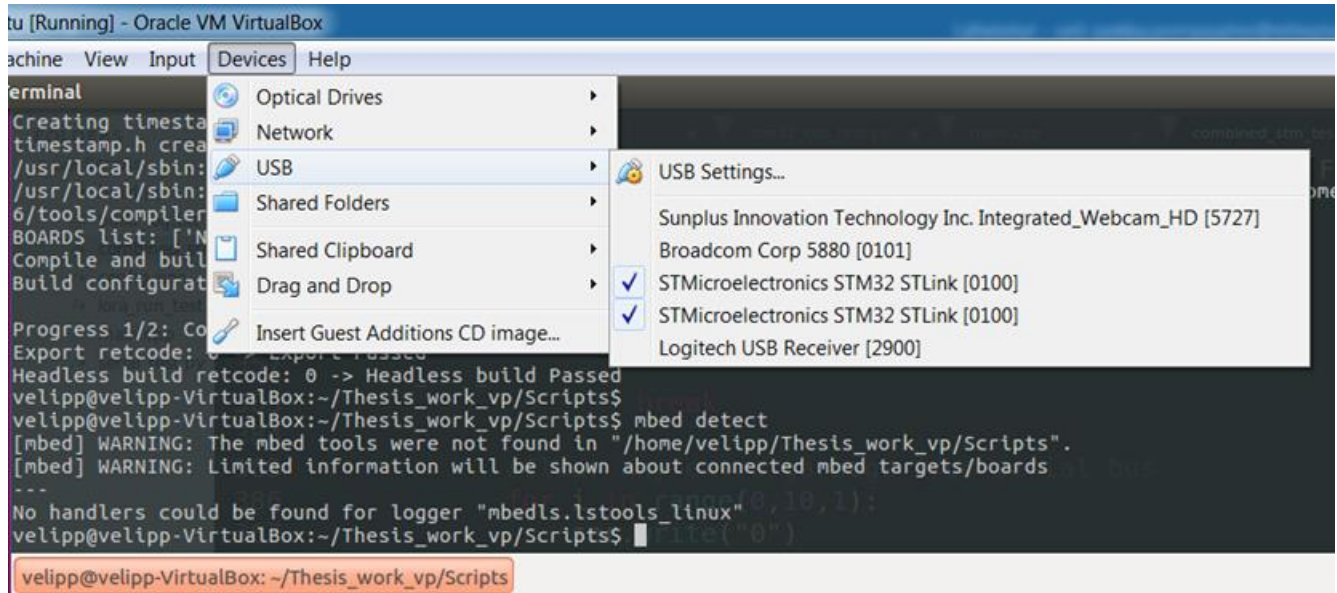 tu [Running] - Oracle VM VirtualBox
achine View Input Devices Help
erminal
Optical Drives
Network
USB
Shared Folders
Shared Clipboard
Drag and Drop
Insert Guest Additions CD image...
USB Settings...
Sunplus Innovation Technology Inc. Integrated_Webcam_HD [5727]
Broadcom Corp 5880 [0101]
STMicroelectronics STM32 STLink [0100]
STMicroelectronics STM32 STLink [0100]
Logitech USB Receiver [2900]
Creating timesta
timestamp.h crea
/usr/local/sbin:
/usr/local/sbin:
6/tools/compiler
BOARDS list: ['N
Compile and buil
Build configurat
Progress 1/2: Co
Export retcode: 0 -> Export Passed
Headless build retcode: 0 -> Headless build Passed
velipp@velipp-VirtualBox:~/Thesis_work_vp/Scripts$
velipp@velipp-VirtualBox:~/Thesis_work_vp/Scripts$ mbed detect
[mbed] WARNING: The mbed tools were not found in "/home/velipp/Thesis_work_vp/Scripts".
[mbed] WARNING: Limited information will be shown about connected mbed targets/boards
---
No handlers could be found for logger "mbedls.lstools_linux"
velipp@velipp-VirtualBox:~/Thesis_work_vp/Scripts$
velipp@velipp-VirtualBox: ~/Thesis_work_vp/Scripts